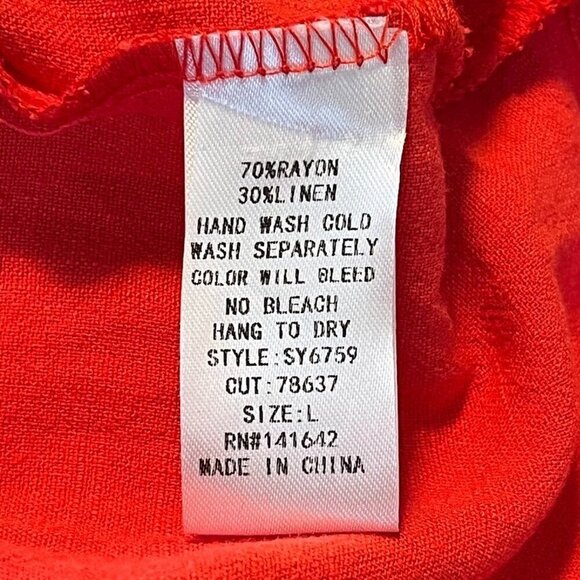 70%RAYON
30%LINEN
HAND WASH COLD
WASH SEPARATELY
COLOR WILL BLEED
NO BLEACH
HANG TO DRY
STYLE:SY6759
CUT:78637
SIZE:L
RN#141642
MADE IN CHINA